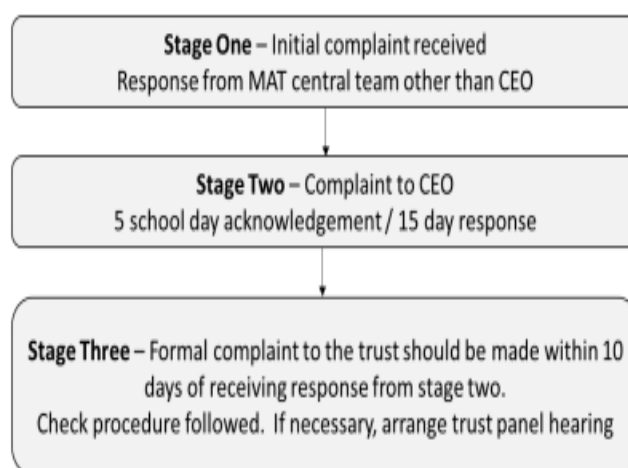 Stage One – Initial complaint received
Response from MAT central team other than CEO
Stage Two – Complaint to CEO
5 school day acknowledgement / 15 day response
Stage Three – Formal complaint to the trust should be made within 10
days of receiving response from stage two.
Check procedure followed. If necessary, arrange trust panel hearing